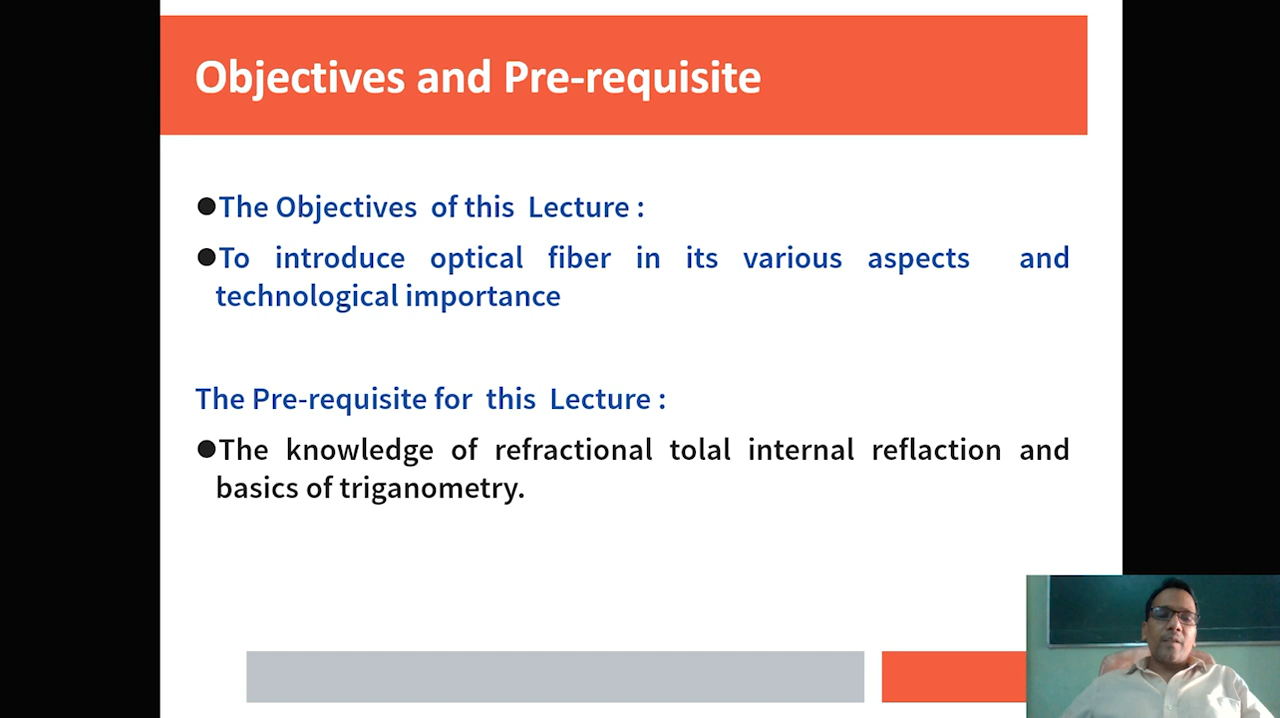 Objectives and Pre-requisite
●The Objectives of this Lecture :
●To introduce optical fiber in its various aspects and
technological importance
The Pre-requisite for this Lecture :
●The knowledge of refractional tolal internal reflaction and
basics of triganometry.